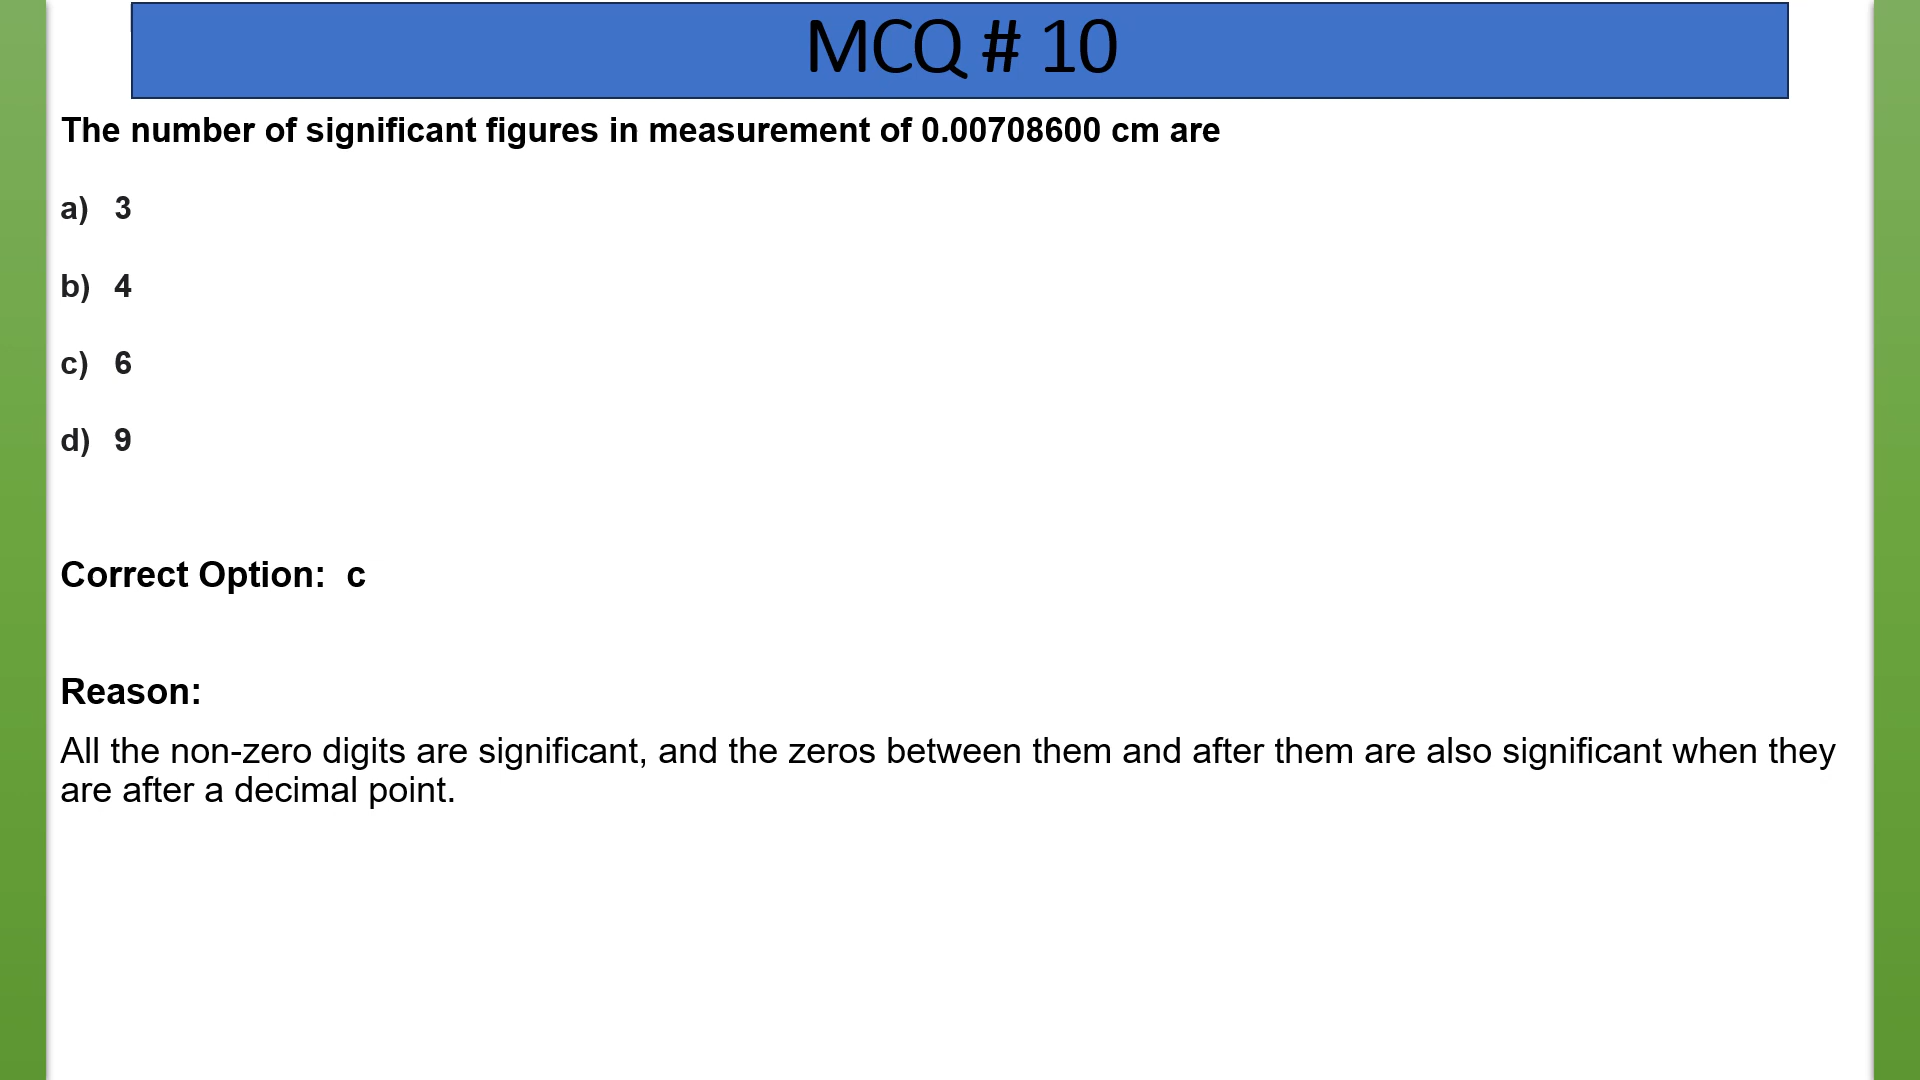 MCQ # 10
The number of significant figures in measurement of 0.00708600 cm are
a) 3
b) 4
c) 6
d) 9
Correct Option: c
Reason:
All the non-zero digits are significant, and the zeros between them and after them are also significant when they
are after a decimal point.